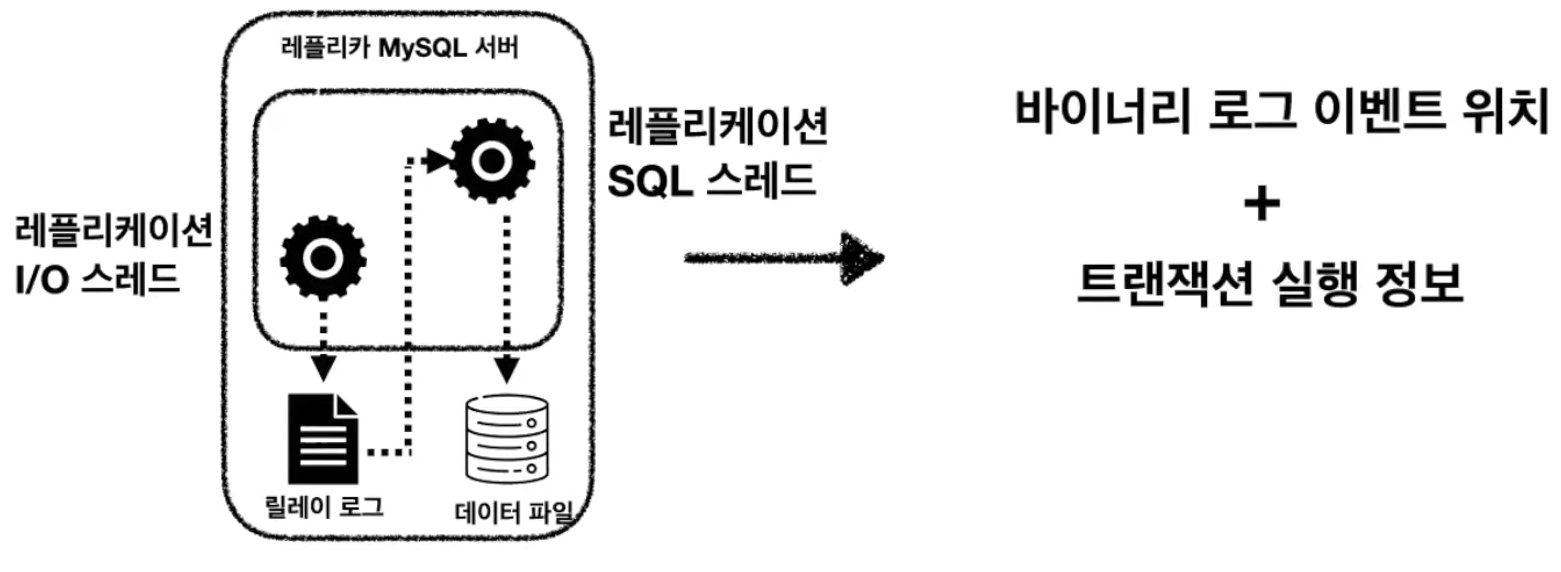 레플리카 MySQL 서버
레플리케이션
SQL 스레드
레플리케이션
I/O 스레드
릴레이 로그
데이터 파일
바이너리 로그 이벤트 위치
+
트랜잭션 실행 정보